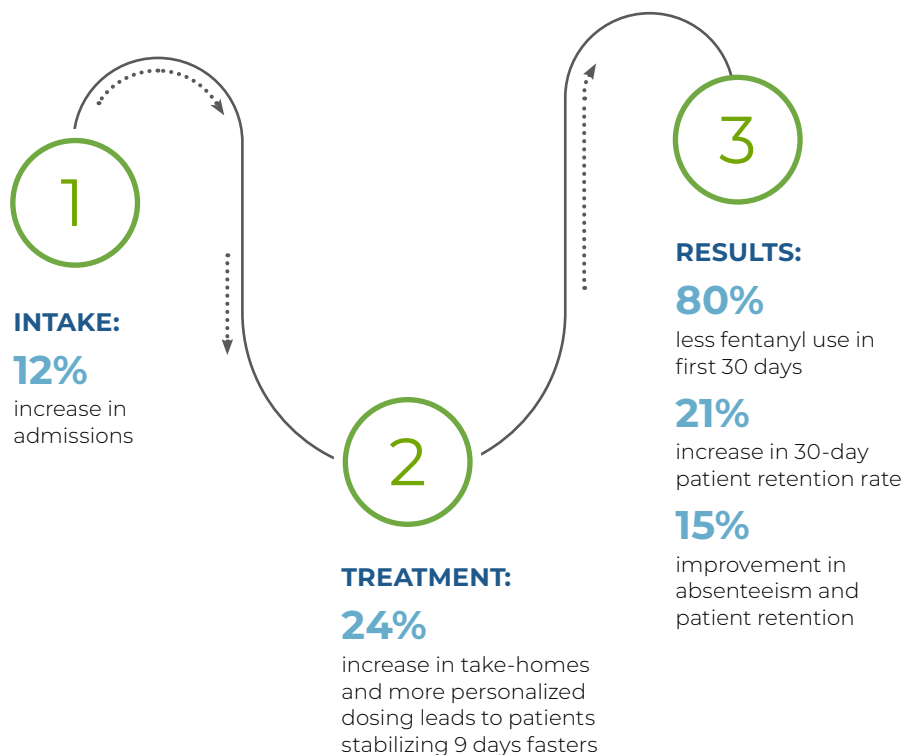 1
INTAKE:
12%
increase in
admissions
2
TREATMENT:
24%
increase in take-homes
and more personalized
dosing leads to patients
stabilizing 9 days fasters
3
RESULTS:
80%
less fentanyl use in
first 30 days
21%
increase in 30-day
patient retention rate
15%
improvement in
absenteeism and
patient retention